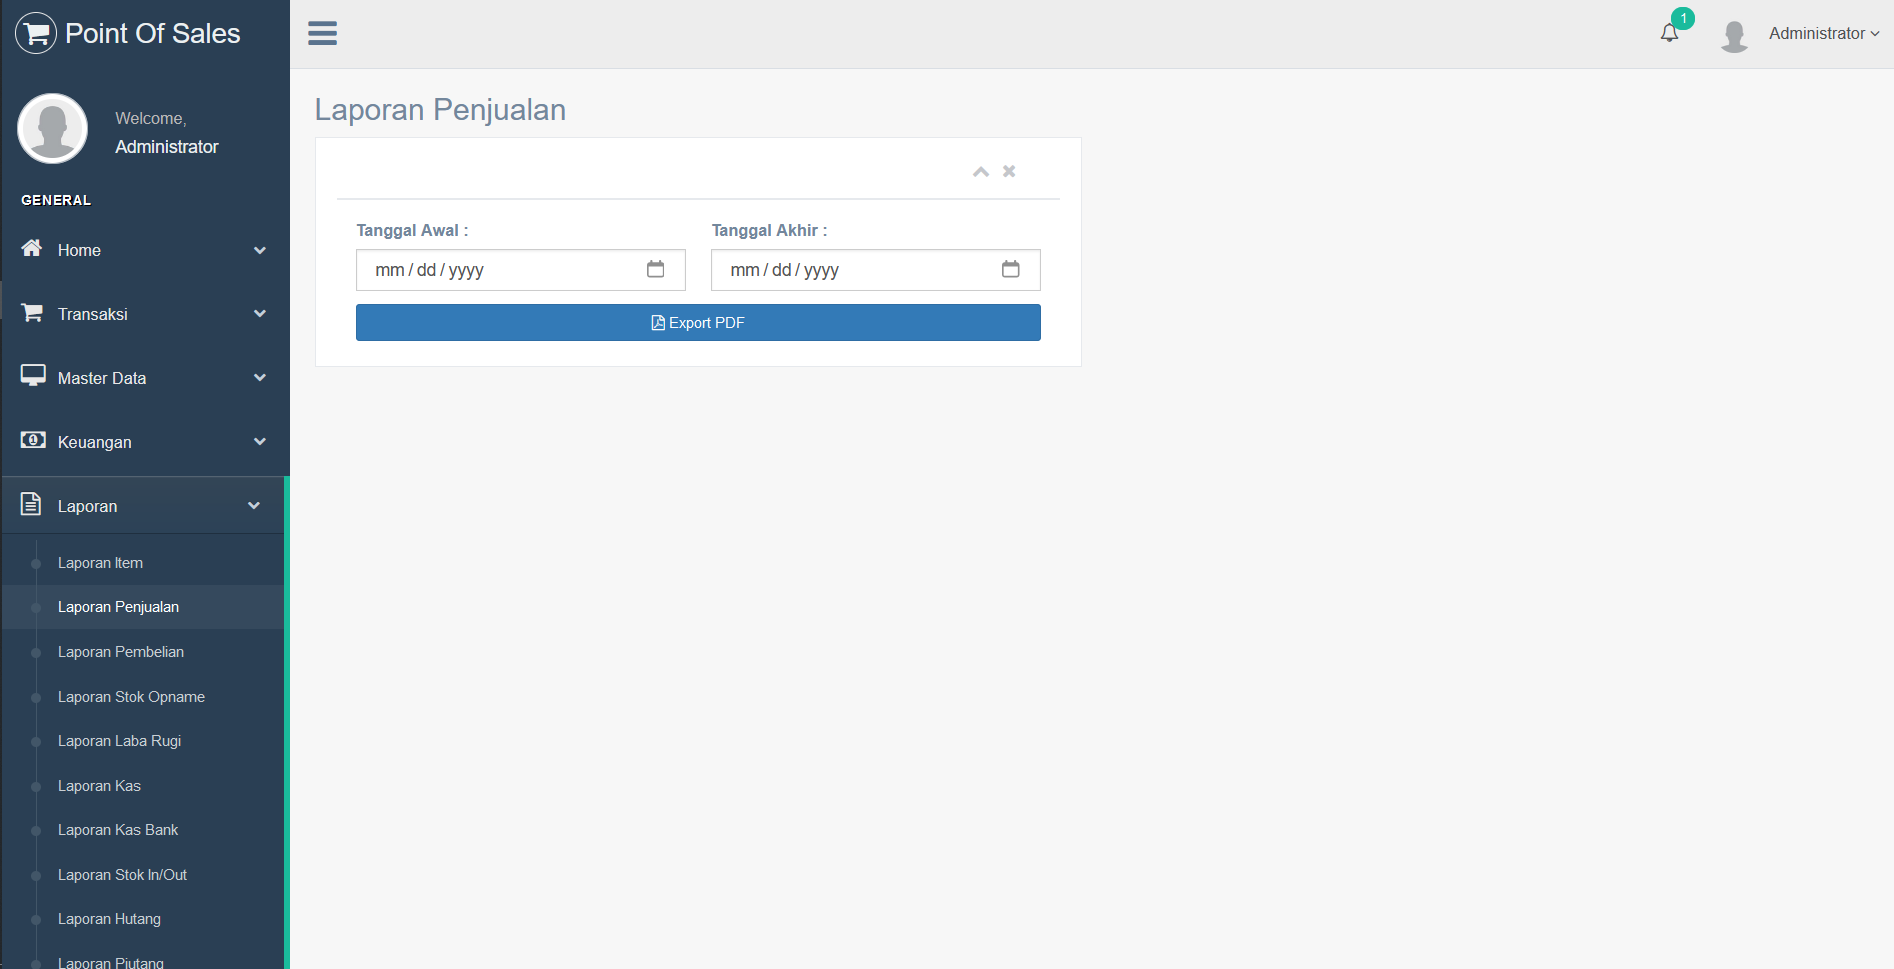 Point Of Sales
1
Administrator
Welcome,
Administrator
GENERAL
Home
Transaksi
Master Data
Keuangan
Laporan
Laporan Item
Laporan Penjualan
Laporan Pembelian
Laporan Stok Opname
Laporan Laba Rugi
Laporan Kas
Laporan Kas Bank
Laporan Stok In/Out
Laporan Hutang
Laporan Piutang
Laporan Penjualan
Tanggal Awal :
Tanggal Akhir :
mm/dd/yyyy
mm/dd/yyyy
Export PDF